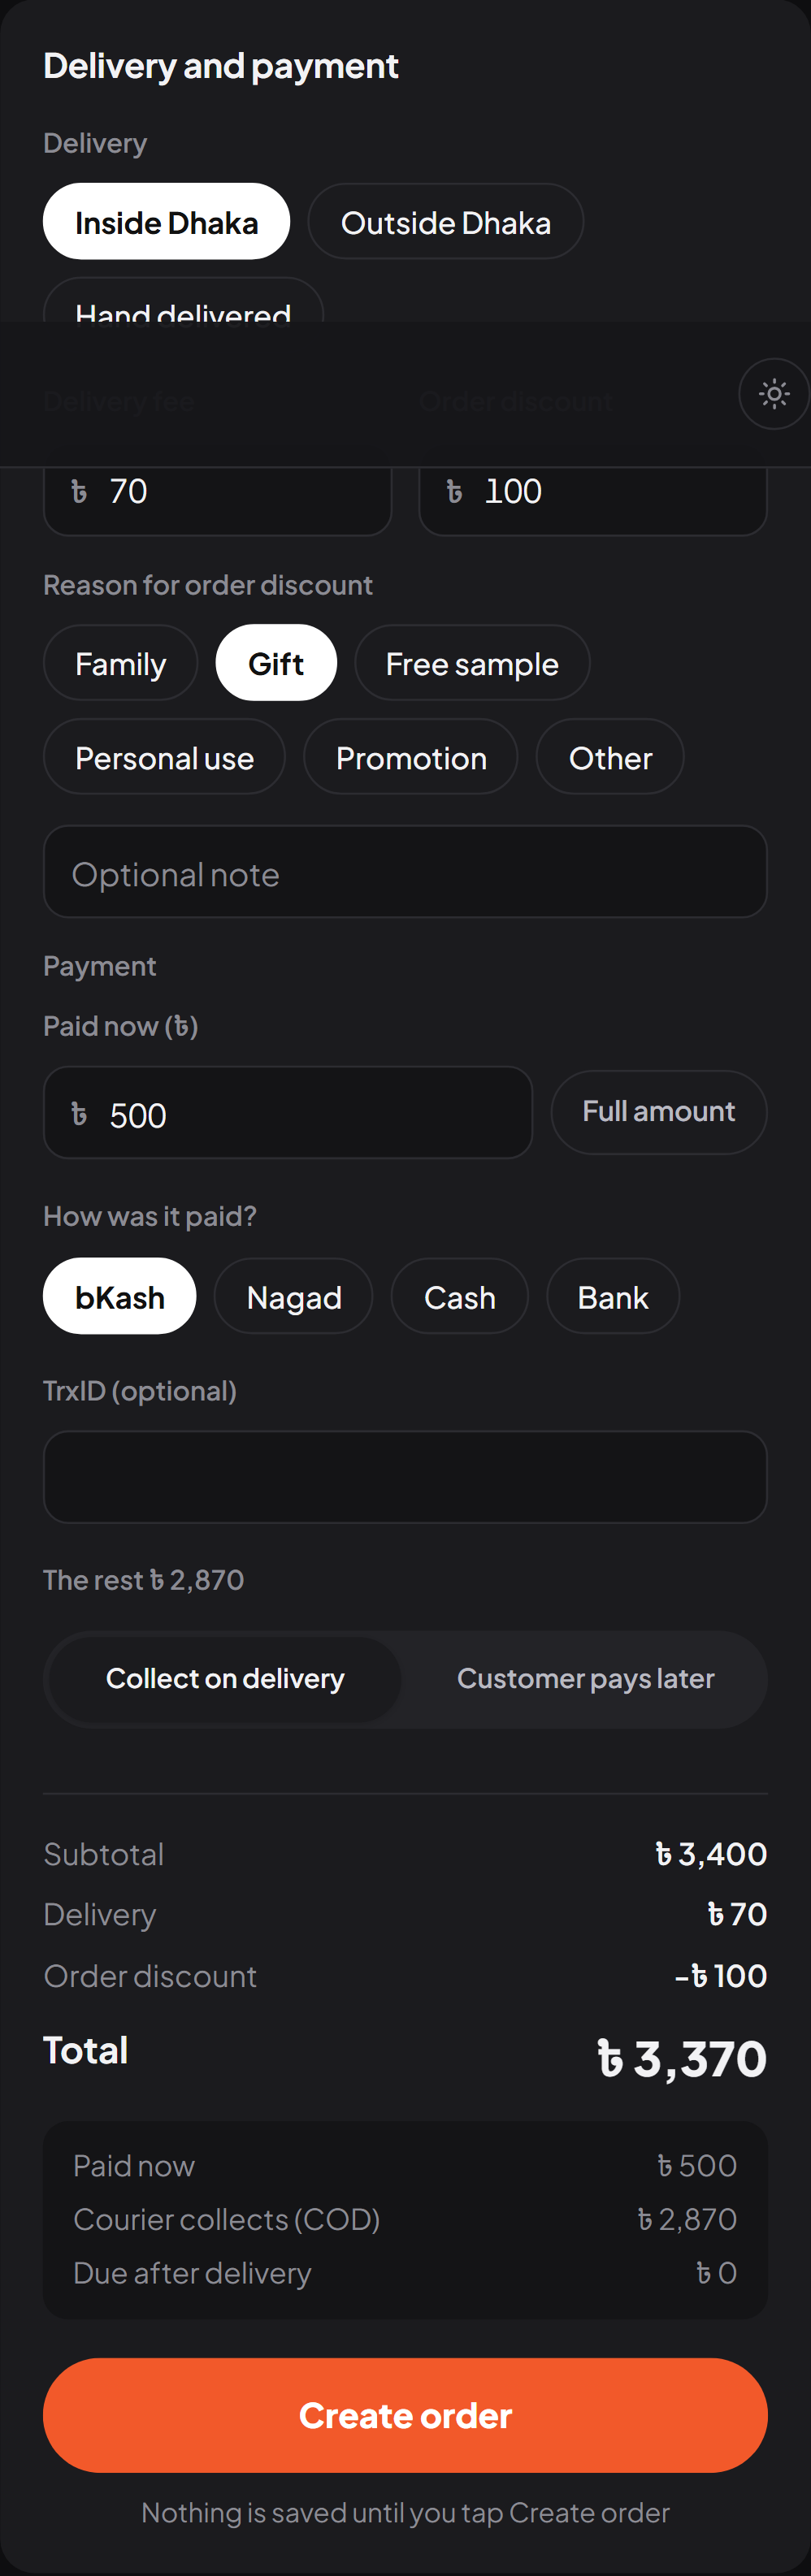 Delivery and payment
Delivery
Inside Dhaka Outside Dhaka
Hand delivered
Delivery fee Order discount
৳ 70 ৳ 100
Reason for order discount
Family Gift Free sample
Personal use Promotion Other
Optional note
Payment
Paid now (৳)
৳ 500 Full amount
How was it paid?
bKash Nagad Cash Bank
TrxID (optional)
The rest ৳ 2,870
Collect on delivery Customer pays later
Subtotal ৳ 3,400
Delivery ৳ 70
Order discount -৳ 100
Total ৳ 3,370
Paid now ৳ 500
Courier collects (COD) ৳ 2,870
Due after delivery ৳ 0
Create order
Nothing is saved until you tap Create order